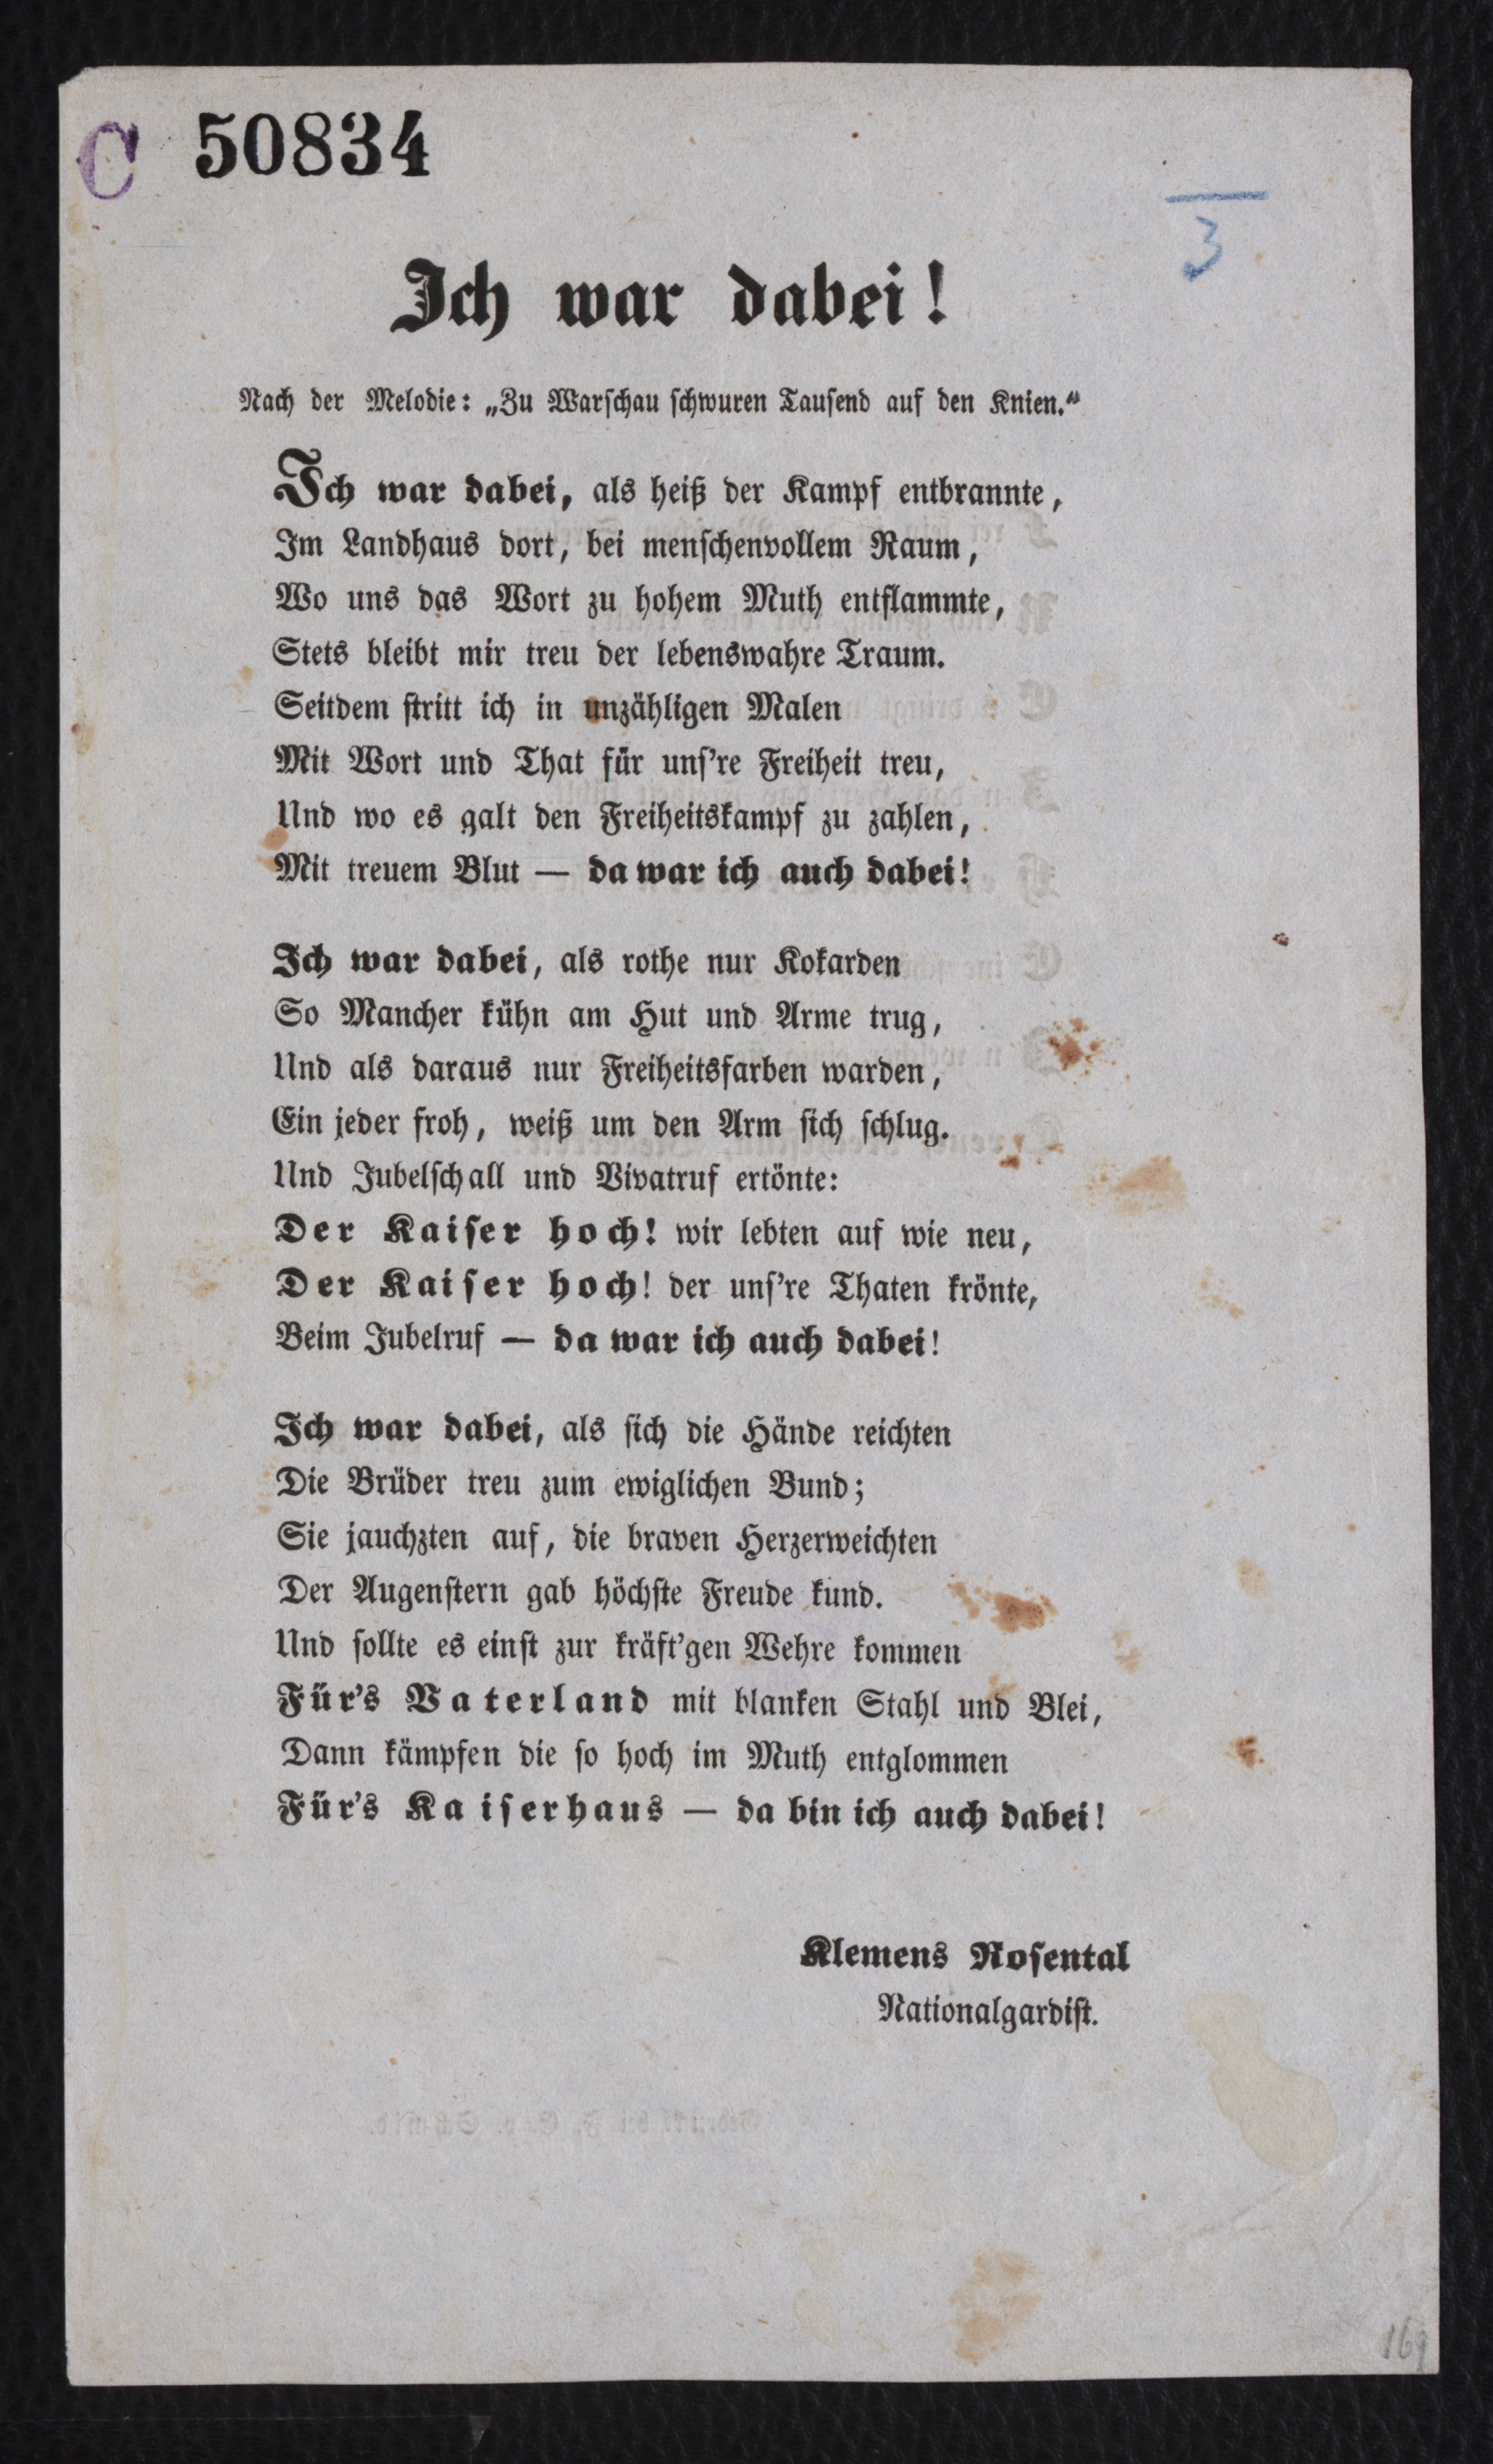 C 50834
3
Ich war dabei!
Nach der Melodie: „Zu Warschau schwuren Tausend auf den Knien.“
Ich war dabei, als heiß der Kampf entbrannte,
Im Landhaus dort, bei menschenvollem Raum,
Wo uns das Wort zu hohem Muth entflammte,
Stets bleibt mir treu der lebenswahre Traum.
Seitdem stritt ich in unzähligen Malen
Mit Wort und That für uns're Freiheit treu,
Und wo es galt den Freiheitskampf zu zahlen,
Mit treuem Blut — da war ich auch dabei!
Ich war dabei, als rothe nur Kokarden
So Mancher kühn am Hut und Arme trug,
Und als daraus nur Freiheitsfarben warden,
Ein jeder froh, weiß um den Arm sich schlug.
Und Jubelschall und Vivatruf ertönte:
Der Kaiser hoch! wir lebten auf wie neu,
Der Kaiser hoch! der uns're Thaten krönte,
Beim Jubelruf — da war ich auch dabei!
Ich war dabei, als sich die Hände reichten
Die Brüder treu zum ewiglichen Bund;
Sie jauchzten auf, die braven Herzerweichten
Der Augenstern gab höchste Freude kund.
Und sollte es einst zur kräft'gen Wehre kommen
Für's Vaterland mit blanken Stahl und Blei,
Dann kämpfen die so hoch im Muth entglommen
Für's Kaiserhaus — da bin ich auch dabei!
Klemens Rosental
Nationalgardist.
169